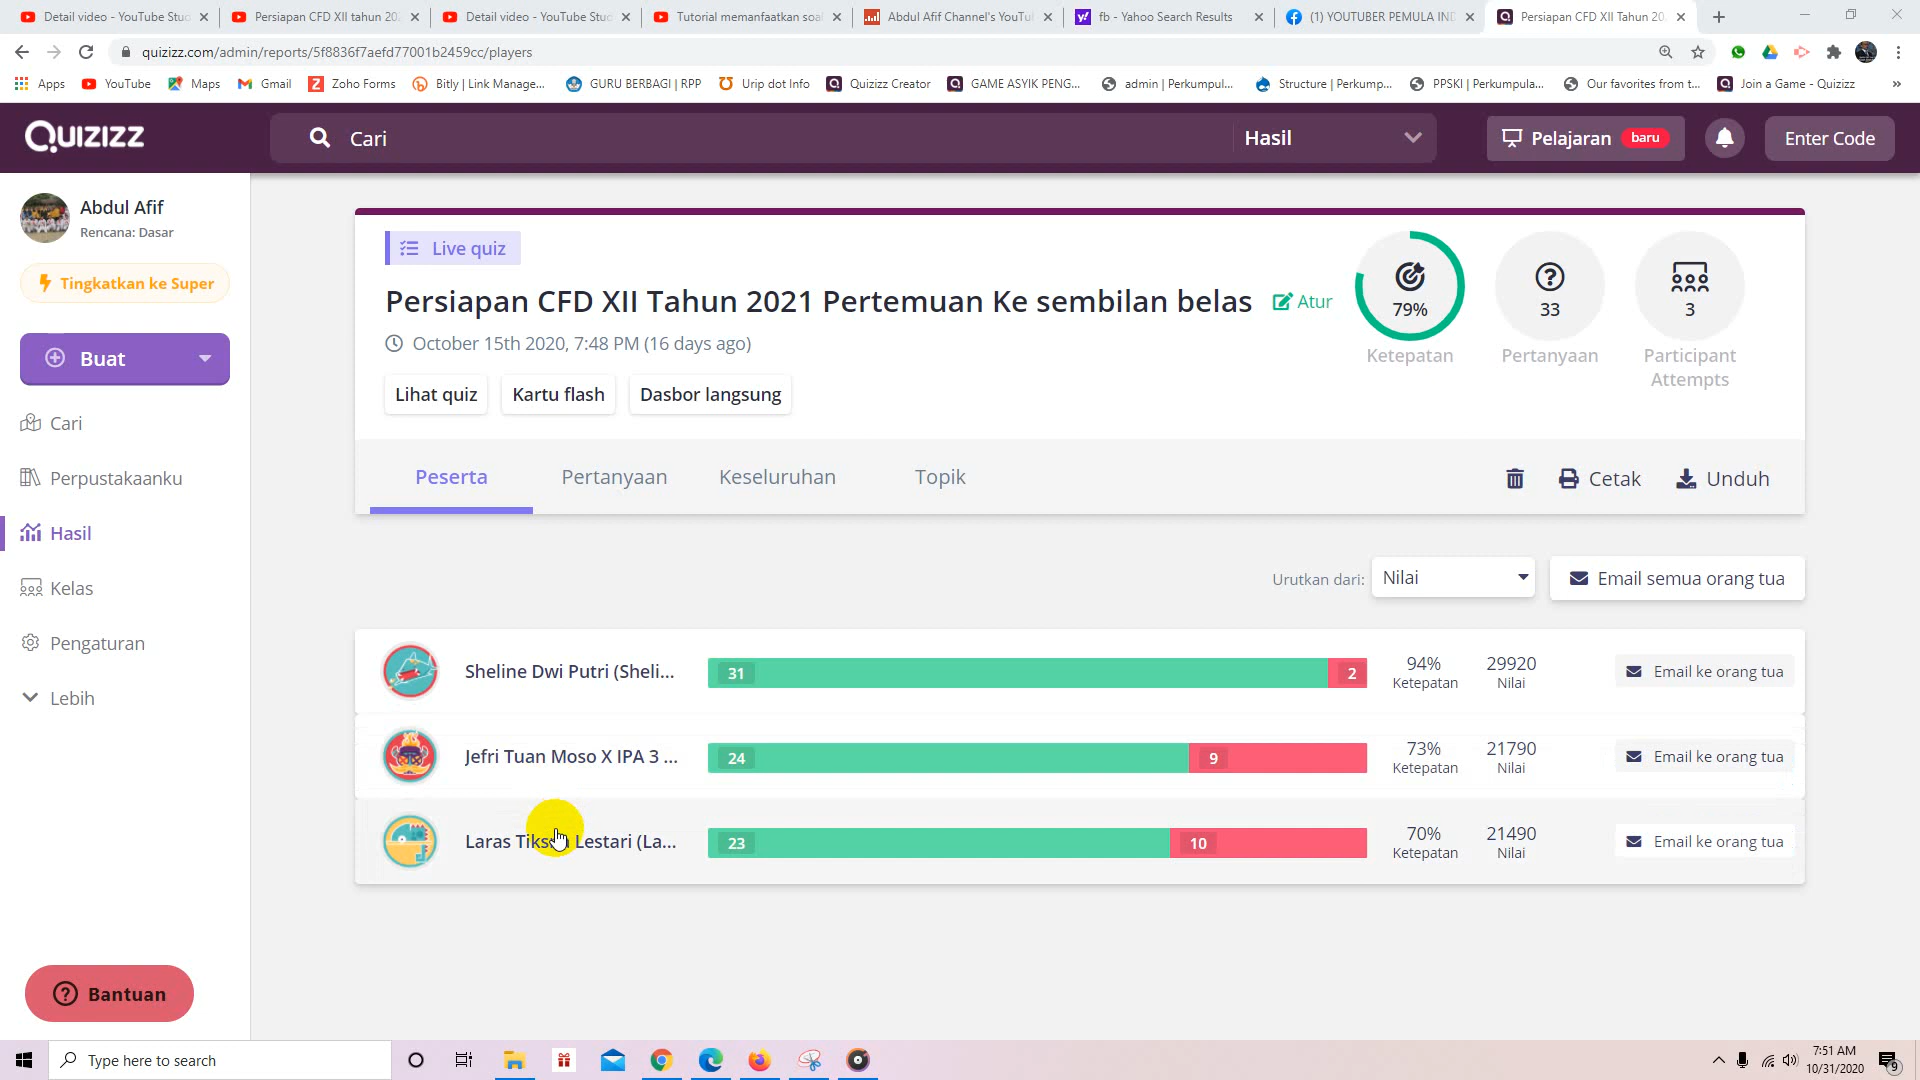 Detail video - YouTube Stu
Persiapan CFD XII tahun 20
Detail video - YouTube Stu
Tutorial memanfaatkan soal
Abdul Afif Channel's YouTu
fb - Yahoo Search Results
(1) YOUTUBER PEMULA IND
Persiapan CFD XII Tahun 20
quizizz.com/admin/reports/5f8836f7aefd77001b2459cc/players
Apps
YouTube
Maps
Gmail
Zoho Forms
Bitly | Link Manage...
GURU BERBAGI | RPP
Urip dot Info
Quizizz Creator
GAME ASYIK PENG...
admin | Perkumpul...
Structure | Perkump...
PPSKI | Perkumpula...
Our favorites from t...
Join a Game - Quizizz
»
QUIZIZZ
Cari
Hasil
Pelajaran baru
Enter Code
Abdul Afif
Rencana: Dasar
Tingkatkan ke Super
Buat
Cari
Perpustakaanku
Hasil
Kelas
Pengaturan
Lebih
Bantuan
Live quiz
Persiapan CFD XII Tahun 2021 Pertemuan Ke sembilan belas
Atur
October 15th 2020, 7:48 PM (16 days ago)
Lihat quiz
Kartu flash
Dasbor langsung
79%
Ketepatan
33
Pertanyaan
3
Participant
Attempts
Peserta
Pertanyaan
Keseluruhan
Topik
Cetak
Unduh
Urutkan dari:
Nilai
Email semua orang tua
Sheline Dwi Putri (Sheli...
31
2
94%
Ketepatan
29920
Nilai
Email ke orang tua
Jefri Tuan Moso X IPA 3 ...
24
9
73%
Ketepatan
21790
Nilai
Email ke orang tua
Laras Lestari (La...
23
10
70%
Ketepatan
21490
Nilai
Email ke orang tua
Type here to search
7:51 AM
10/31/2020
9